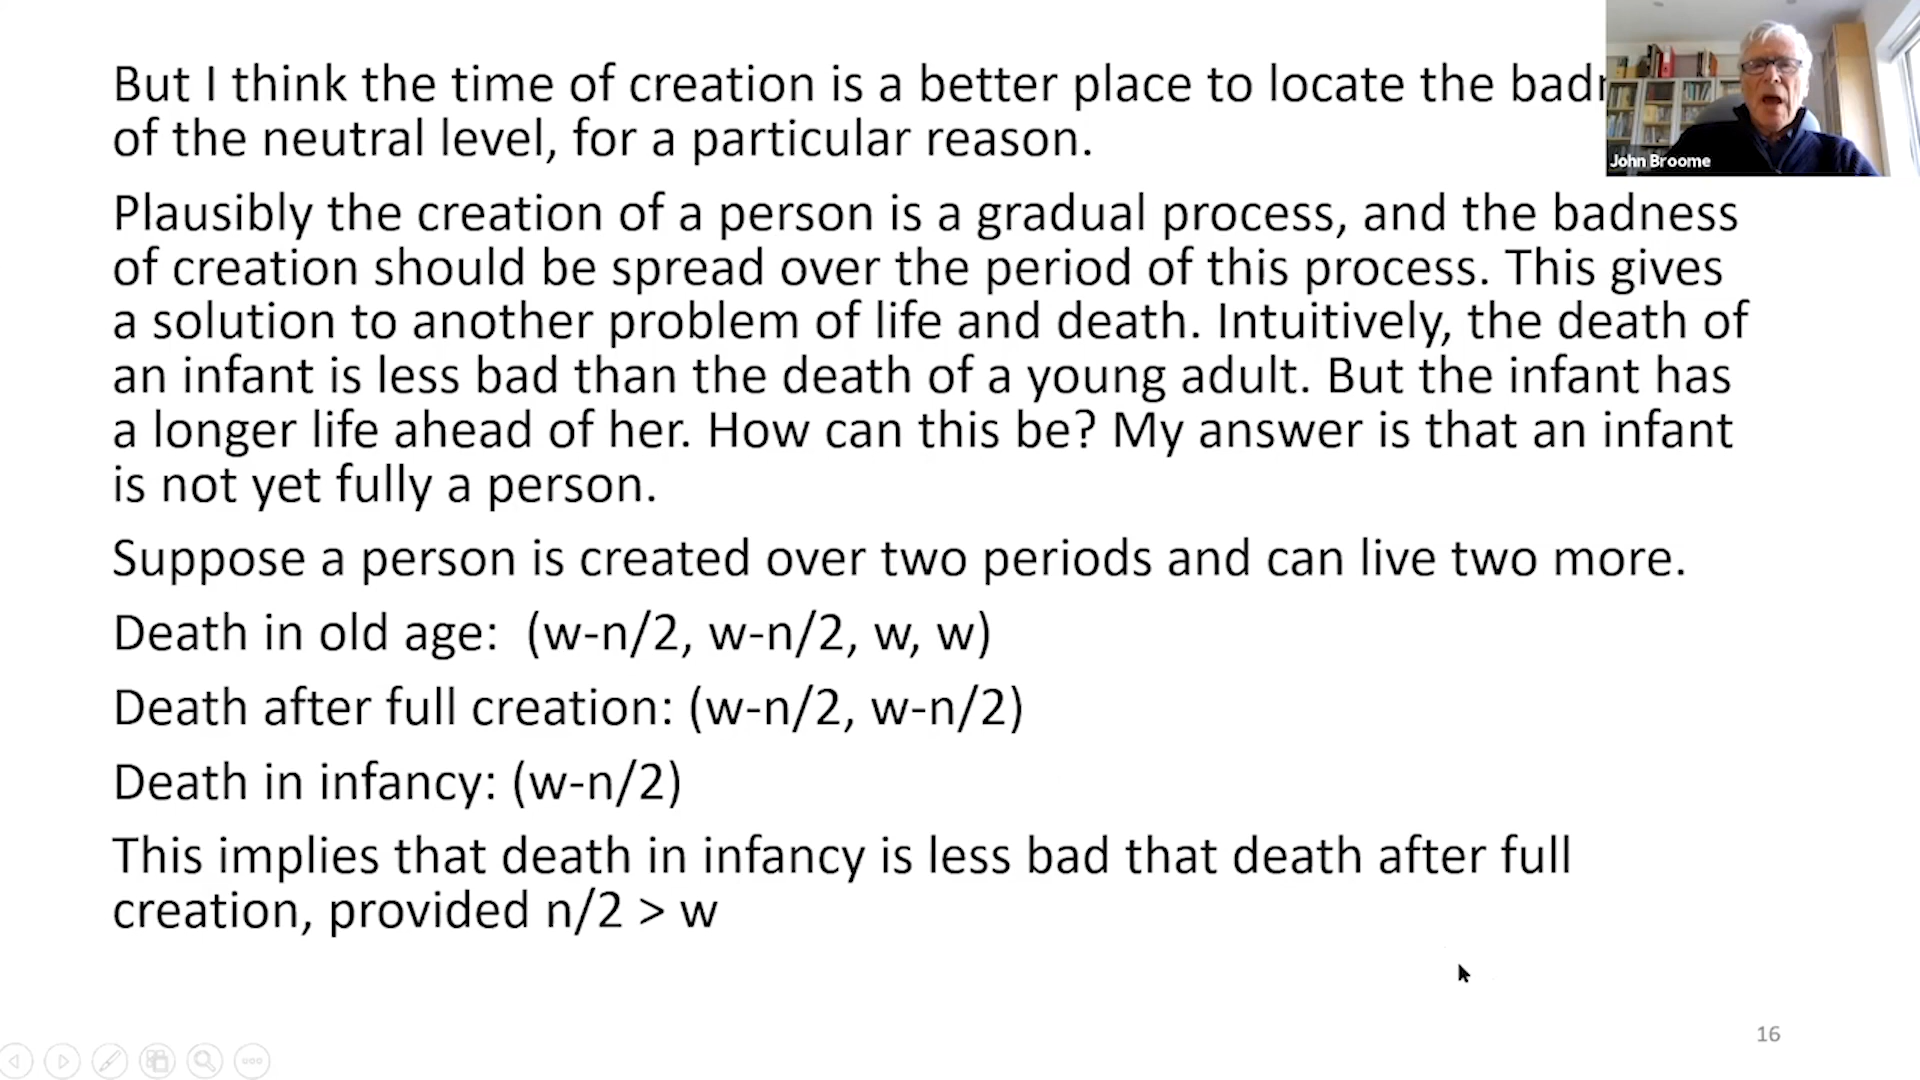 But I think the time of creation is a better place to locate the
of the neutral level, for a particular reason.
John Broome
Plausibly the creation of a person is a gradual process, and the badness
of creation should be spread over the period of this process. This gives
a solution to another problem of life and death. Intuitively, the death of
an infant is less bad than the death of a young adult. But the infant has
a longer life ahead of her. How can this be? My answer is that an infant
is not yet fully a person.
Suppose a person is created over two periods and can live two more.
Death in old age:  (w-n/2, w-n/2, w, w)
Death after full creation: (w-n/2, w-n/2)
Death in infancy: (w-n/2)
This implies that death in infancy is less bad that death after full
creation, provided n/2 > w
16